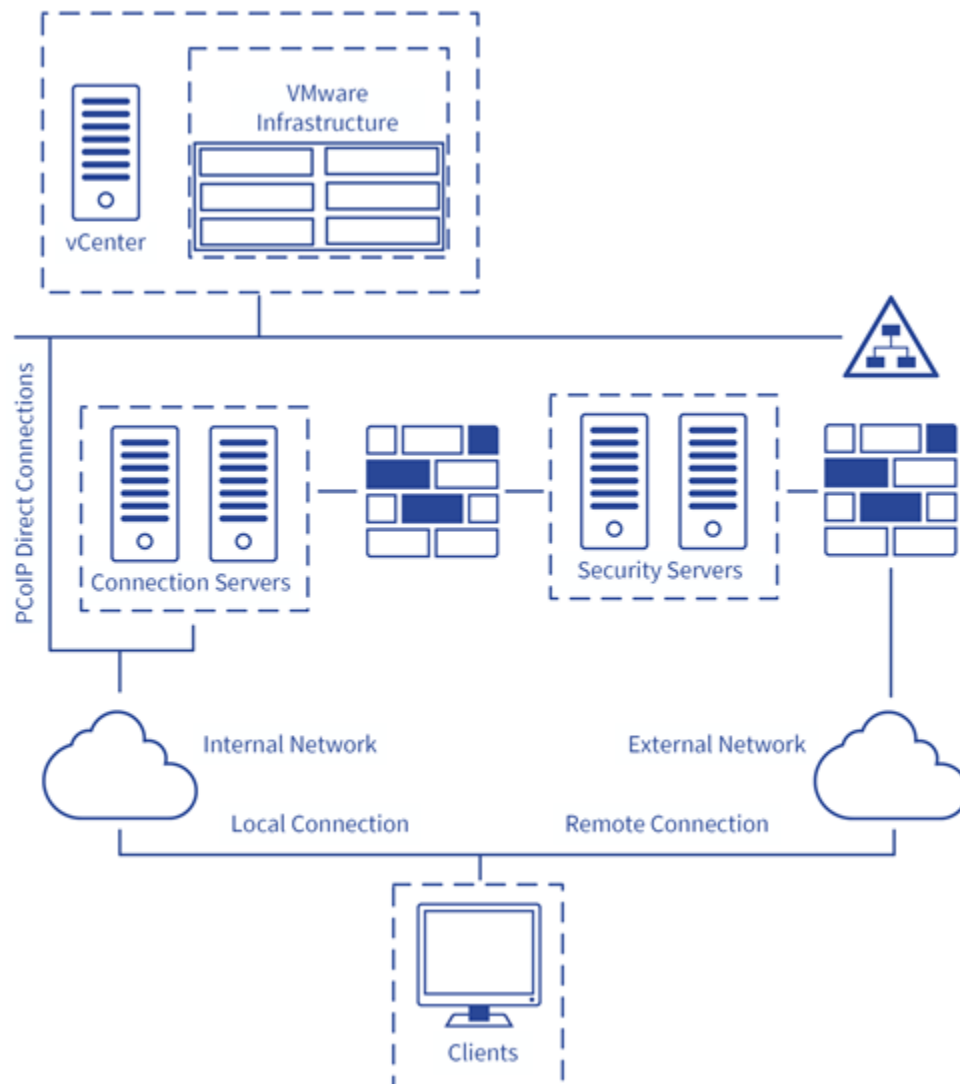 VMware
Infrastructure
vCenter
PCoIP Direct Connections
Connection Servers
Security Servers
Internal Network
External Network
Local Connection
Remote Connection
Clients